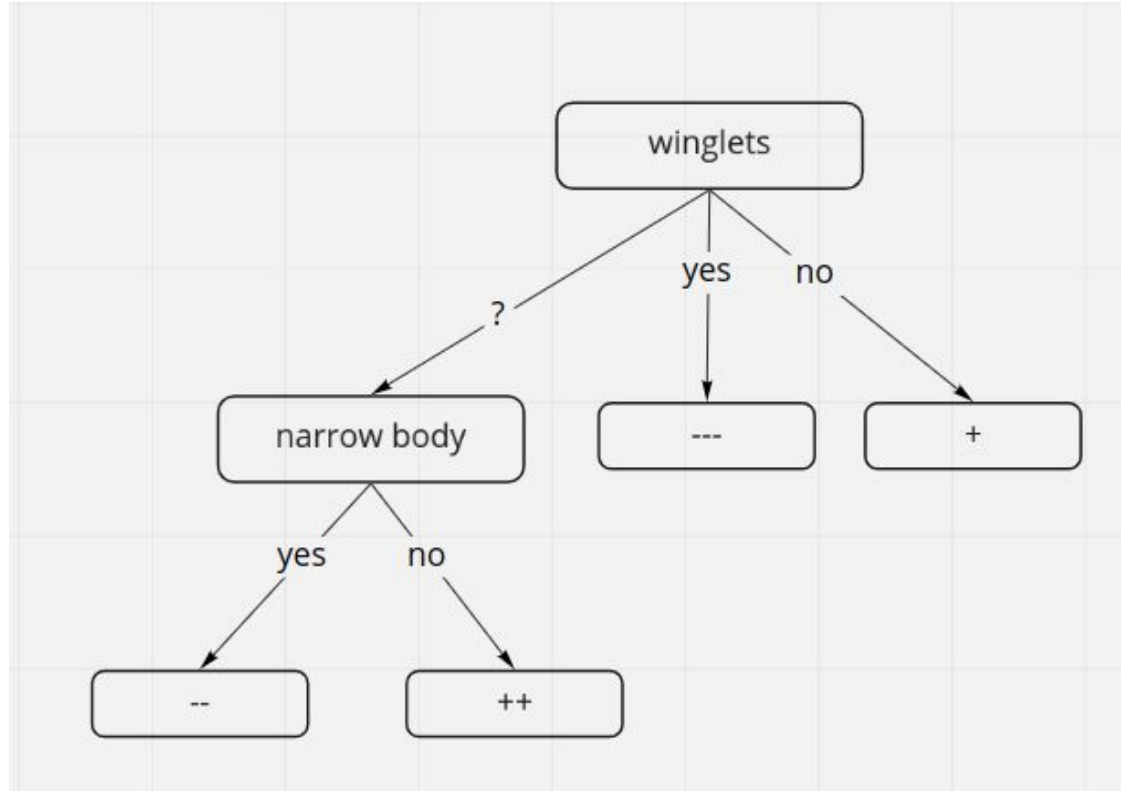 winglets
?
yes
no
narrow body
---
+
yes
no
--
++